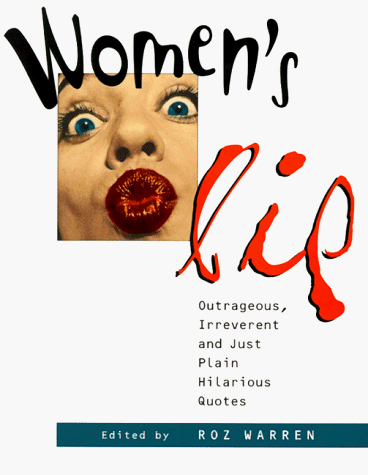 Women's
lip
Outrageous,
Irreverent
and Just
Plain
Hilarious
Quotes
Edited by ROZ WARREN